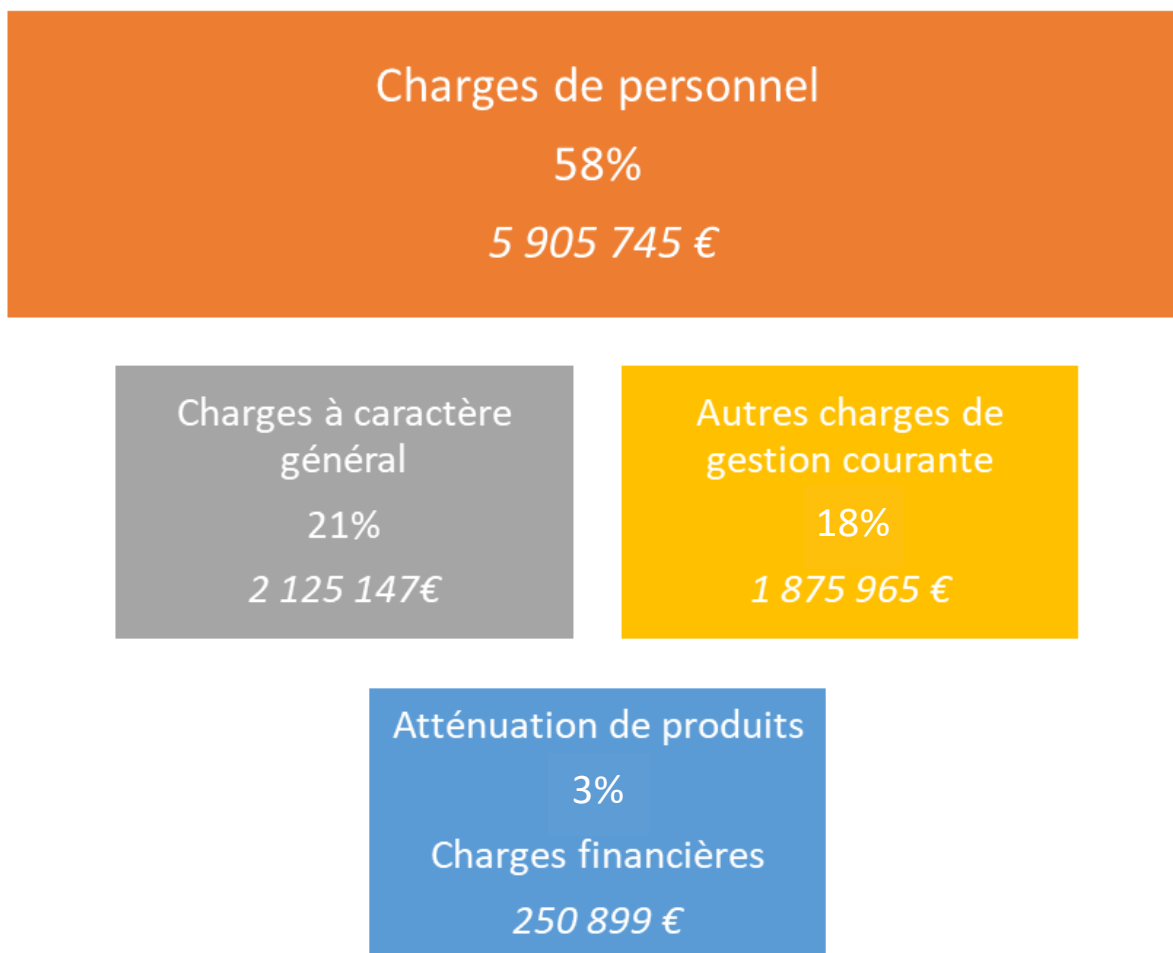 Charges de personnel
58%
5 905 745 €
Charges à caractère
général
21%
2 125 147€
Autres charges de
gestion courante
18%
1 875 965 €
Atténuation de produits
3%
Charges financières
250 899 €